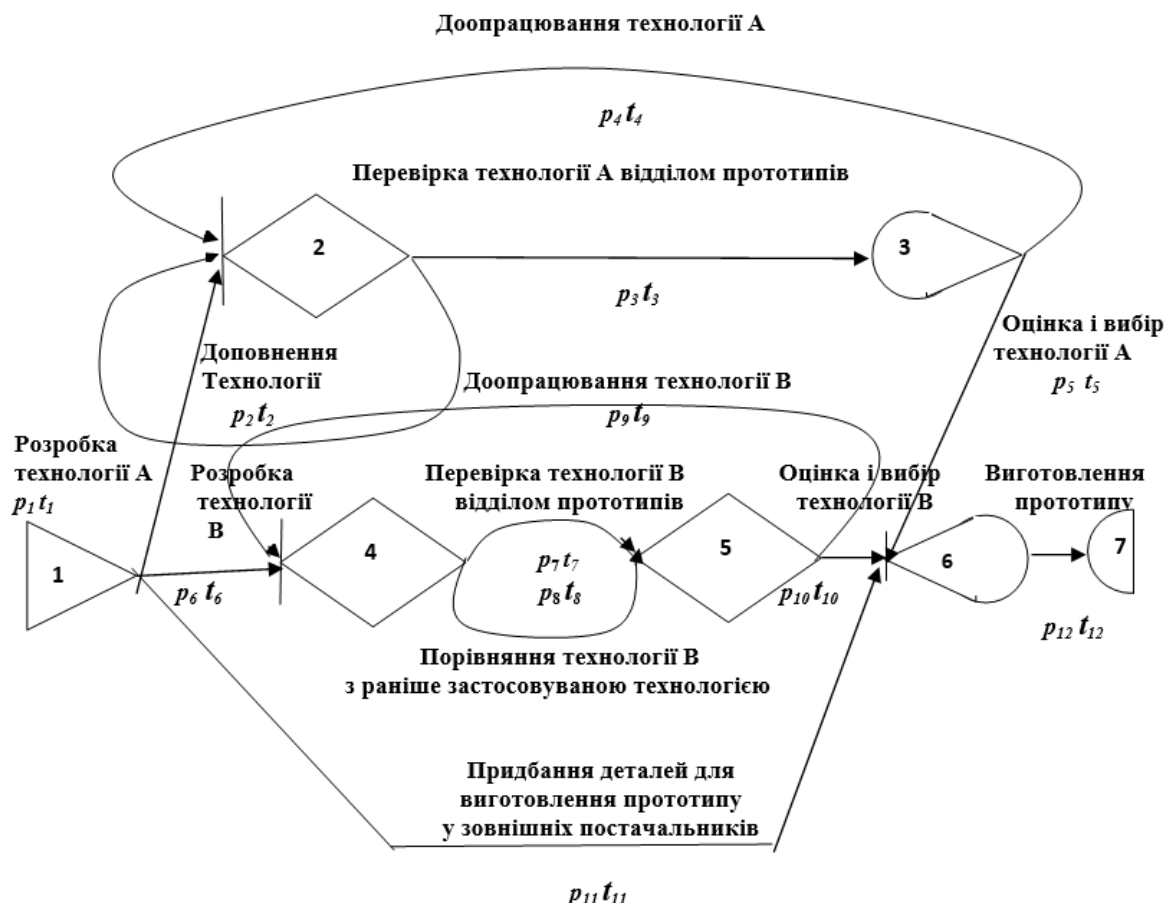 Доопрацювання технології А
p4 t4
Перевірка технології А відділом прототипів
2
3
p3 t3
Оцінка і вибір
технології А
p5 t5
Доповнення
Технології
p2 t2
Доопрацювання технології В
p9 t9
Розробка
технології А
p1 t1
Розробка
технології
В
Перевірка технології В
відділом прототипів
Оцінка і вибір
технології В
Виготовлення
прототипу
1
4
5
6
7
p6 t6
p7 t7
p8 t8
p10 t10
p12 t12
Порівняння технології В
з раніше застосовуваною технологією
Придбання деталей для
виготовлення прототипу
у зовнішніх постачальників
p11 t11